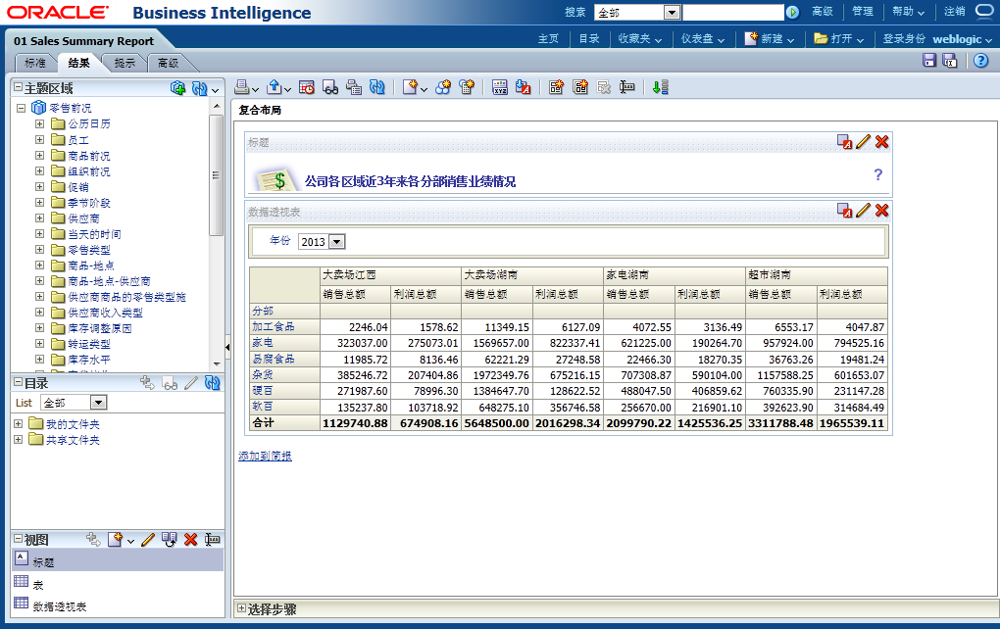 ORACLE Business Intelligence 搜索 全部 高级 管理 帮助 注销
01 Sales Summary Report 主页 目录 收藏夹 仪表盘 新建 打开 登录身份 weblogic
标准 结果 提示 高级
主题区域
零售前况
公历日历
员工
商品前况
组织前况
促销
季节阶段
供应商
当天的时间
零售类型
商品-地点
商品-地点-供应商
供应商商品的零售类型施
供应商收入类型
库存调整原因
转运类型
库存水平
目录
List 全部
我的文件夹
共享文件夹
视图
标题
表
数据透视表
复合布局
标题
公司各区域近3年来各分部销售业绩情况 ?
数据透视表
年份 2013
大卖场江西 大卖场湖南 家电湖南 超市湖南
销售总额 利润总额 销售总额 利润总额 销售总额 利润总额 销售总额 利润总额
分部
加工食品 2246.04 1578.62 11349.15 6127.09 4072.55 3136.49 6553.17 4047.87
家电 323037.00 275073.01 1569657.00 822337.41 621225.00 190264.70 957924.00 794525.16
易腐食品 11985.72 8136.46 62221.29 27248.58 22466.30 18270.35 36763.26 19481.24
杂货 385246.72 207404.86 1972349.76 675216.15 707308.87 590104.00 1157588.25 601653.07
硬百 271987.60 78996.30 1384647.70 128622.52 488047.50 406859.62 760335.90 231147.28
软百 135237.80 103718.92 648275.10 356746.58 256670.00 216901.10 392623.90 314684.49
合计 1129740.88 674908.16 5648500.00 2016298.34 2099790.22 1425536.25 3311788.48 1965539.11
添加到简报
选择步骤